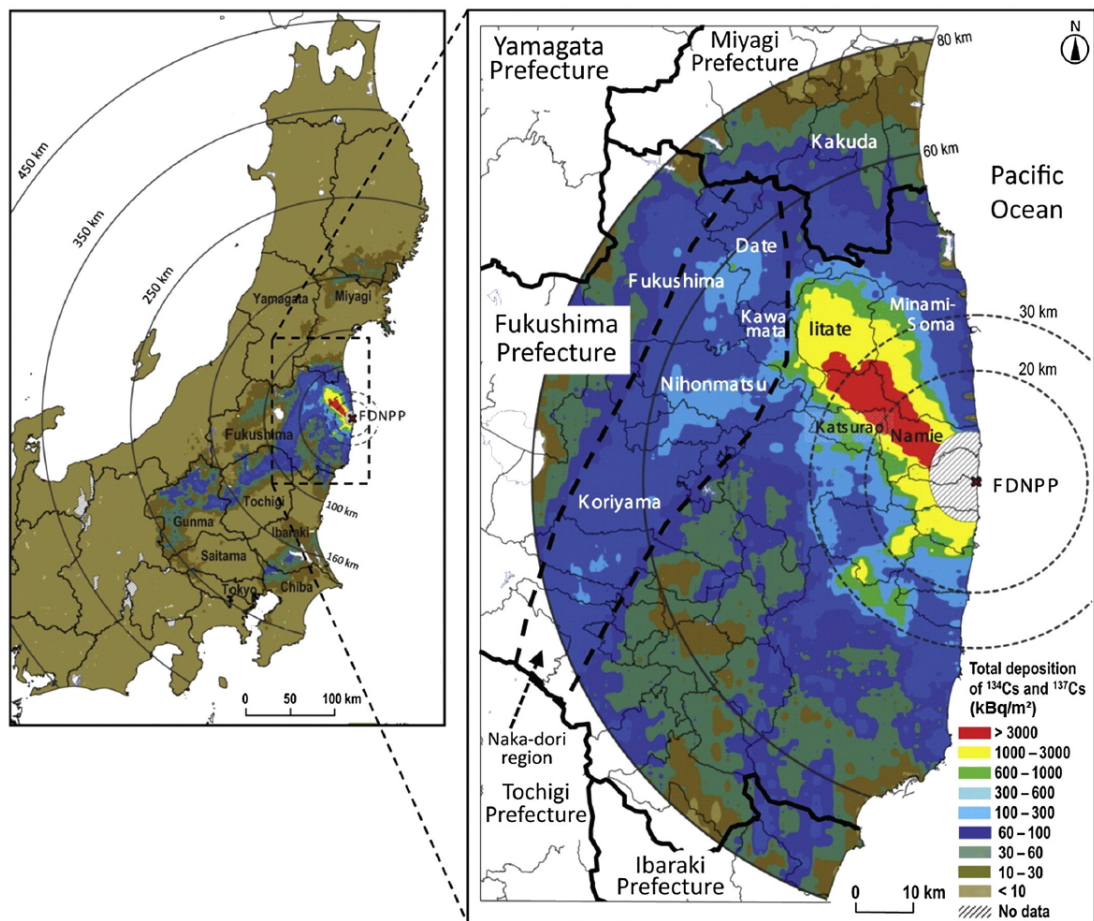 450 km
350 km
250 km
Yamagata
Miyagi
FDNPP
Fukushima
Tochigi
100 km
Gunma
Ibaraki
Saitama
160 km
Tokyo
Chiba
0 50 100 km
Yamagata
Prefecture
Miyagi
Prefecture
80 km
N
Kakuda
60 km
Pacific
Ocean
Date
Fukushima
Minami-
Soma
Kawa
mata
Iitate
30 km
Fukushima
Prefecture
20 km
Nihonmatsu
Katsurao
Namie
FDNPP
Koriyama
Naka-dori
region
Tochigi
Prefecture
Ibaraki
Prefecture
0 10 km
Total deposition
of ¹³⁴Cs and ¹³⁷Cs
(kBq/m²)
> 3000
1000 – 3000
600 – 1000
300 – 600
100 – 300
60 – 100
30 – 60
10 – 30
< 10
No data